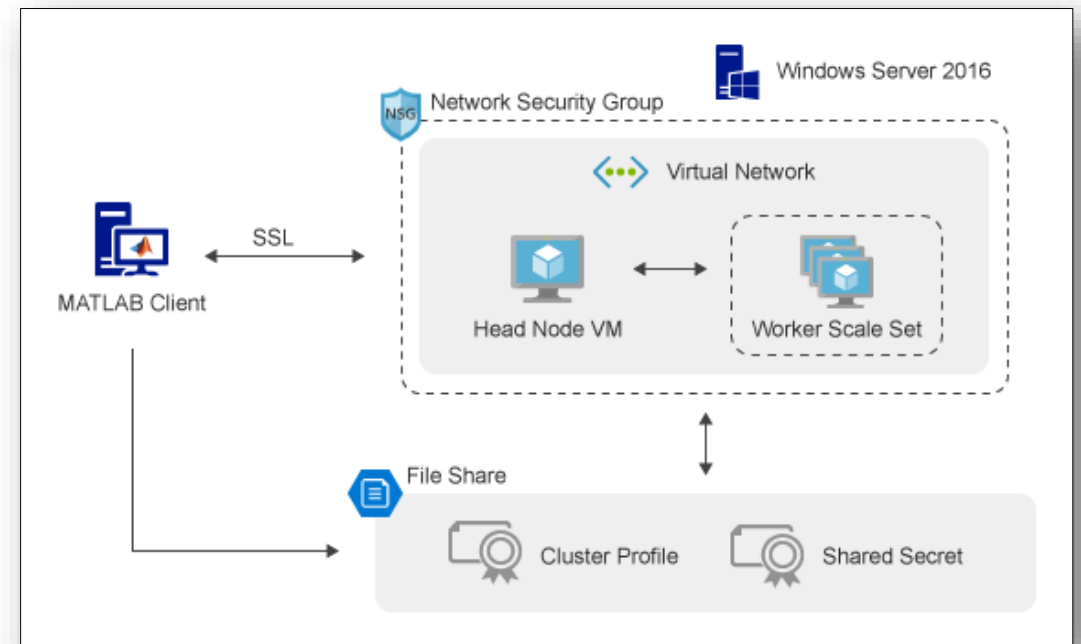 Windows Server 2016
NSG
Network Security Group
Virtual Network
SSL
MATLAB Client
Head Node VM
Worker Scale Set
File Share
Cluster Profile
Shared Secret